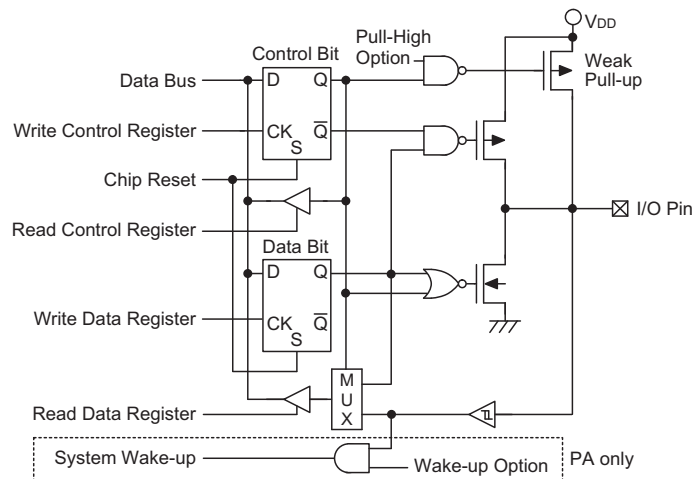 VDD
Pull-High
Option
Control Bit
Weak
Pull-up
Data Bus
D
Q
Write Control Register
CK
Q
S
Chip Reset
I/O Pin
Read Control Register
Data Bit
D
Q
Write Data Register
CK
Q
S
M
U
X
Read Data Register
System Wake-up
Wake-up Option
PA only